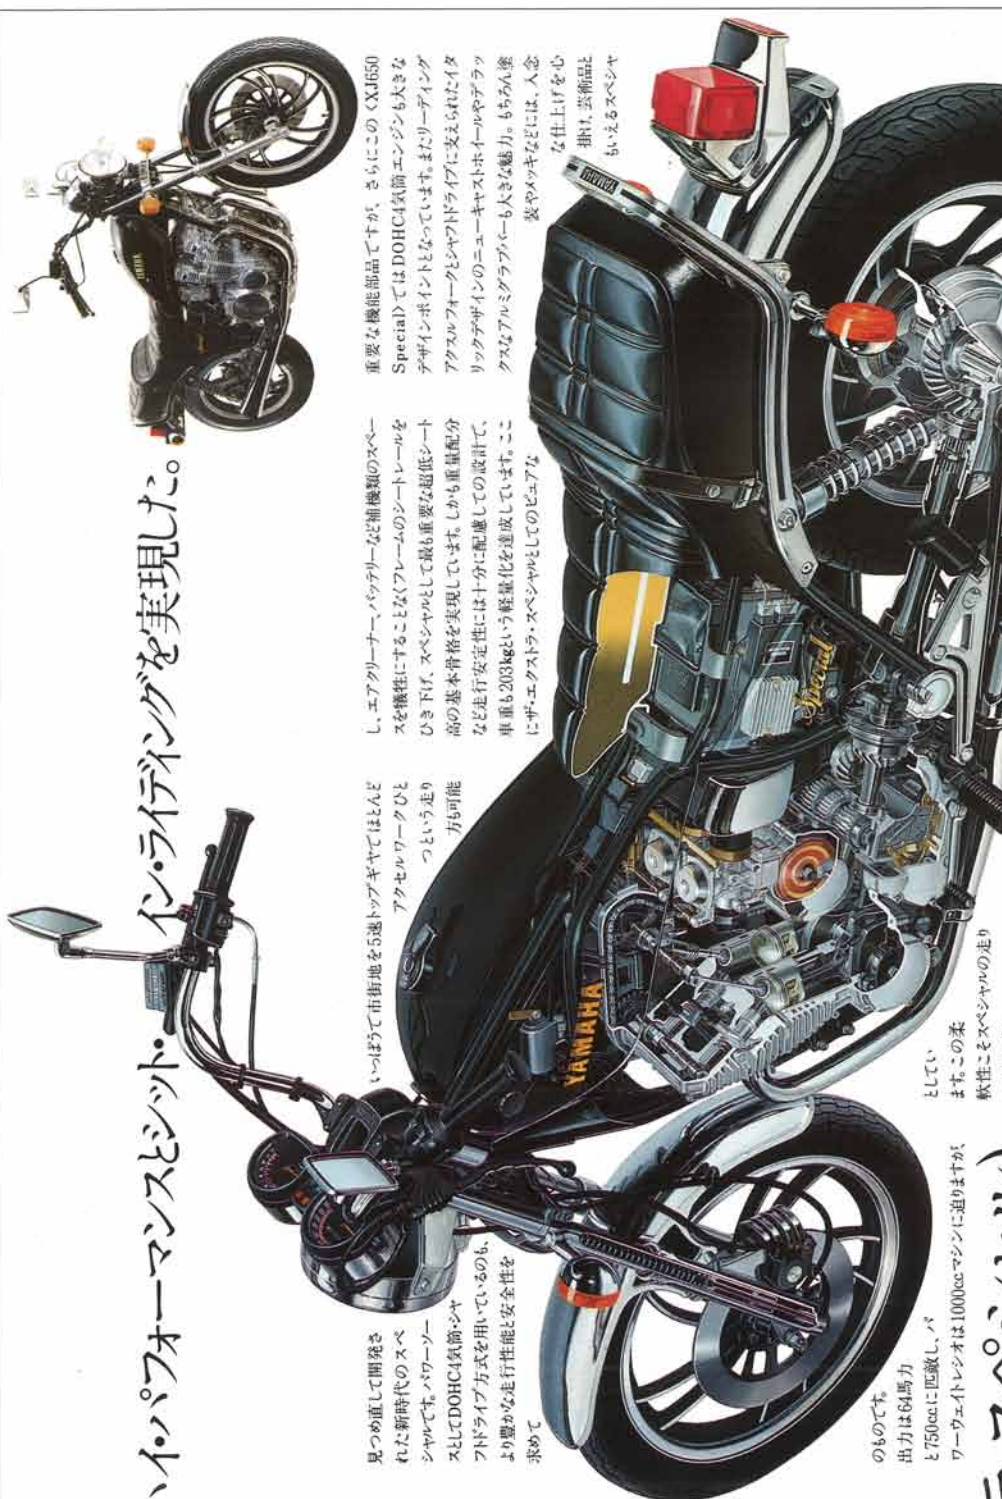 イ・パフォーマンスとシット・イン・ライディングを実現した。
見つめ直して開発さ
れた新時代のスペ
シャルです。パワーソー
スとしてDOHC4気筒・シャ
フトドライブ方式を用いているのも、
より豊かな走行性能と安全性を
求めて
のものです。
出力は64馬力
と750ccに匹敵し、パ
ワーウェイトレシオは1000ccマシンに迫りますが、
いっぽうで市街地を5速トップギヤでほとんど
アクセルワークひと
つという走り
方も可能
としてい
ます。この柔
軟性こそスペシャルの走り
し、エアクリーナー、バッテリーなど補機類のスペー
スを犠牲にすることなくフレームのシートレールを
ひき下げ、スペシャルとして最も重要な超低シート
高の基本骨格を実現しています。しかも重量配分
など走行安定性には十分に配慮しての設計で、
車重も203kgという軽量化を達成しています。ここ
にザ・エクストラ・スペシャルとしてのピュアな
重要な機能部品ですが、さらにこの〈XJ650
Special〉ではDOHC4気筒エンジンも大きな
デザインポイントとなっています。またリーディング
アクスルフォークとシャフトドライブに支えられたイタ
リックデザインのニューキャストホイールやデラッ
クスなアルミグラブバーも大きな魅力。もちろん塗
装やメッキなどには、入念
な仕上げを心
掛け、芸術品と
もいえるスペシャ
YAMAHA
Special
YAMAHA
YAMAHA